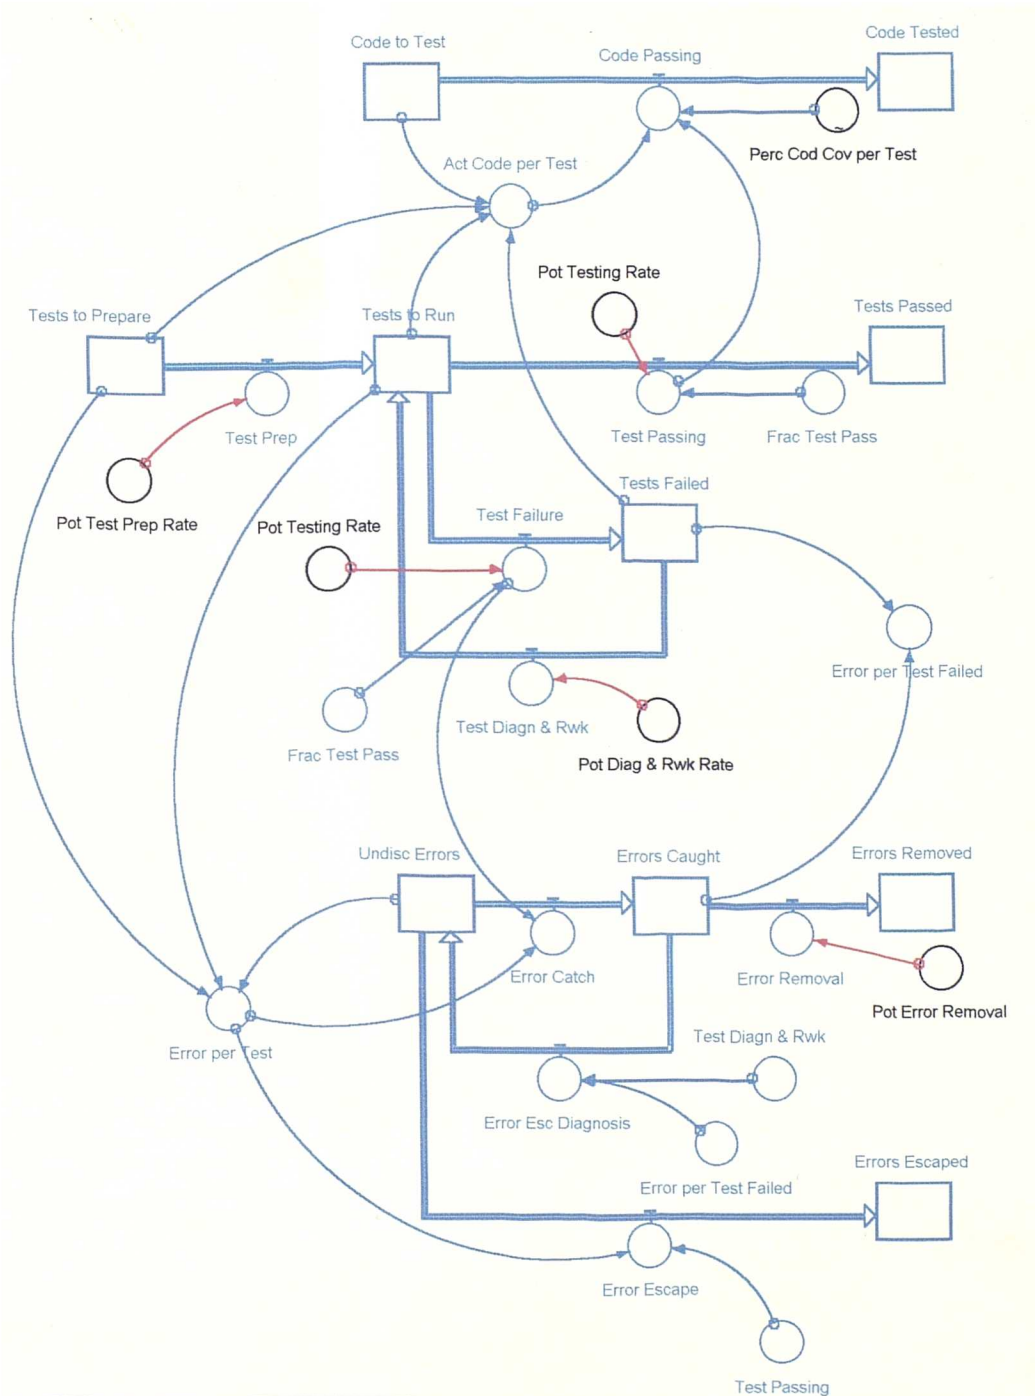 Code Tested
Code to Test
Code Passing
Perc Cod Cov per Test
Act Code per Test
Pot Testing Rate
Tests to Prepare
Tests to Run
Tests Passed
Test Prep
Test Passing
Frac Test Pass
Tests Failed
Pot Test Prep Rate
Pot Testing Rate
Test Failure
Error per Test Failed
Frac Test Pass
Test Diagn & Rwk
Pot Diag & Rwk Rate
Undisc Errors
Errors Caught
Errors Removed
Error Catch
Error Removal
Pot Error Removal
Error per Test
Test Diagn & Rwk
Error Esc Diagnosis
Errors Escaped
Error per Test Failed
Error Escape
Test Passing